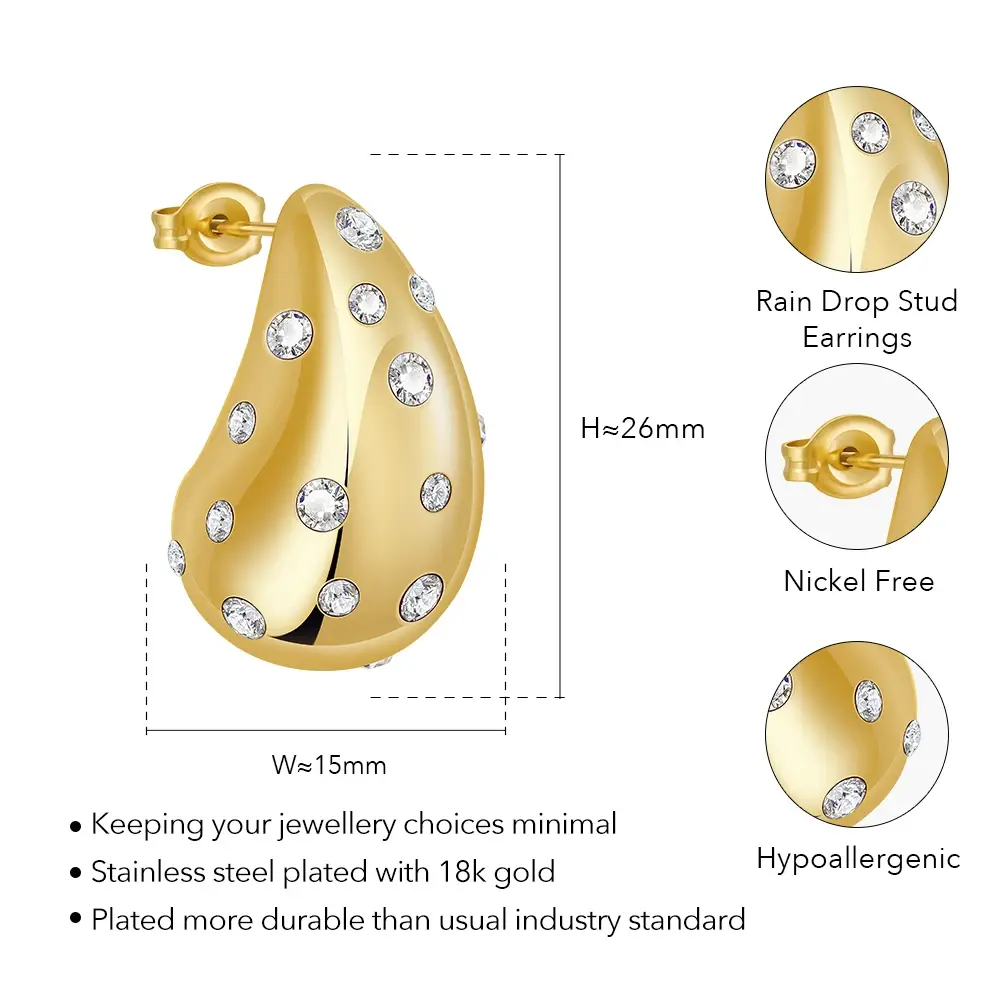 Rain Drop Stud
Earrings
H≈26mm
Nickel Free
W≈15mm
Hypoallergenic
• Keeping your jewellery choices minimal
• Stainless steel plated with 18k gold
• Plated more durable than usual industry standard